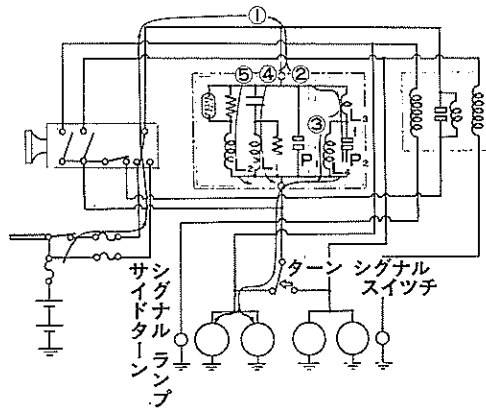 ①
⑤ ④ ②
③
L3
L2
L1
P1
P2
サイドターン
シグナル ランプ
ターン シグナル
スイッチ